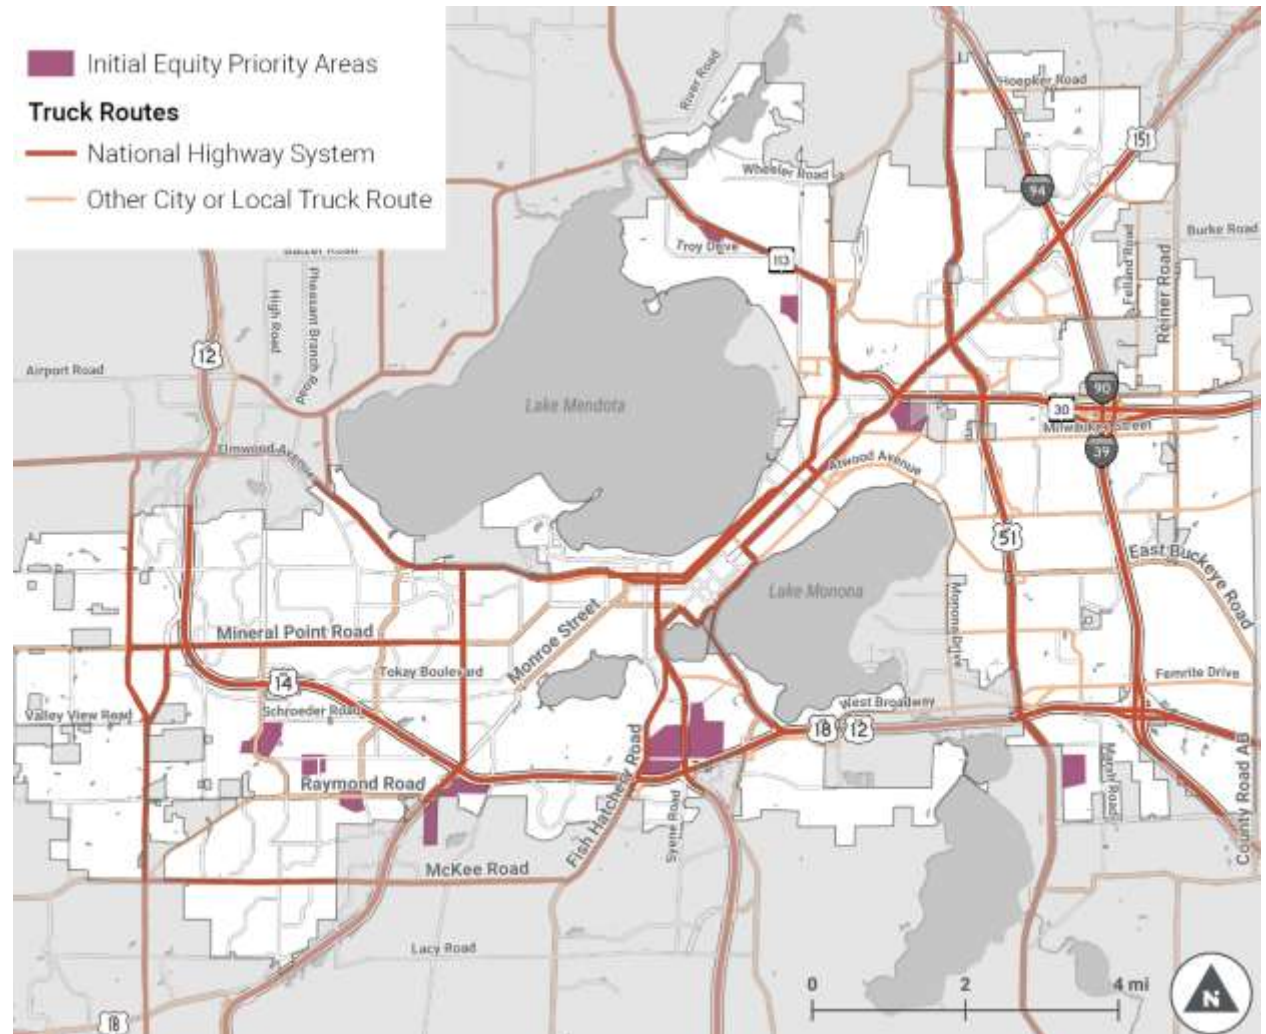 Initial Equity Priority Areas
Truck Routes
National Highway System
Other City or Local Truck Route
River Road
Hoepker Road
151
Wheeler Road
94
Troy Drive
113
Burke Road
Felland Road
Reiner Road
High Road
Pheasant Branch Road
12
Airport Road
Lake Mendota
90
30
Milwaukee Street
39
Elmwood Avenue
Atwood Avenue
51
East Buckeye Road
Lake Monona
Monona Drive
Monroe Street
Mineral Point Road
Tokay Boulevard
14
Femrite Drive
Schroeder Road
Valley View Road
West Broadway
18
12
Raymond Road
Fish Hatchery Road
Syene Road
Marsh Road
County Road AB
McKee Road
Lacy Road
0
2
4 mi
N
18